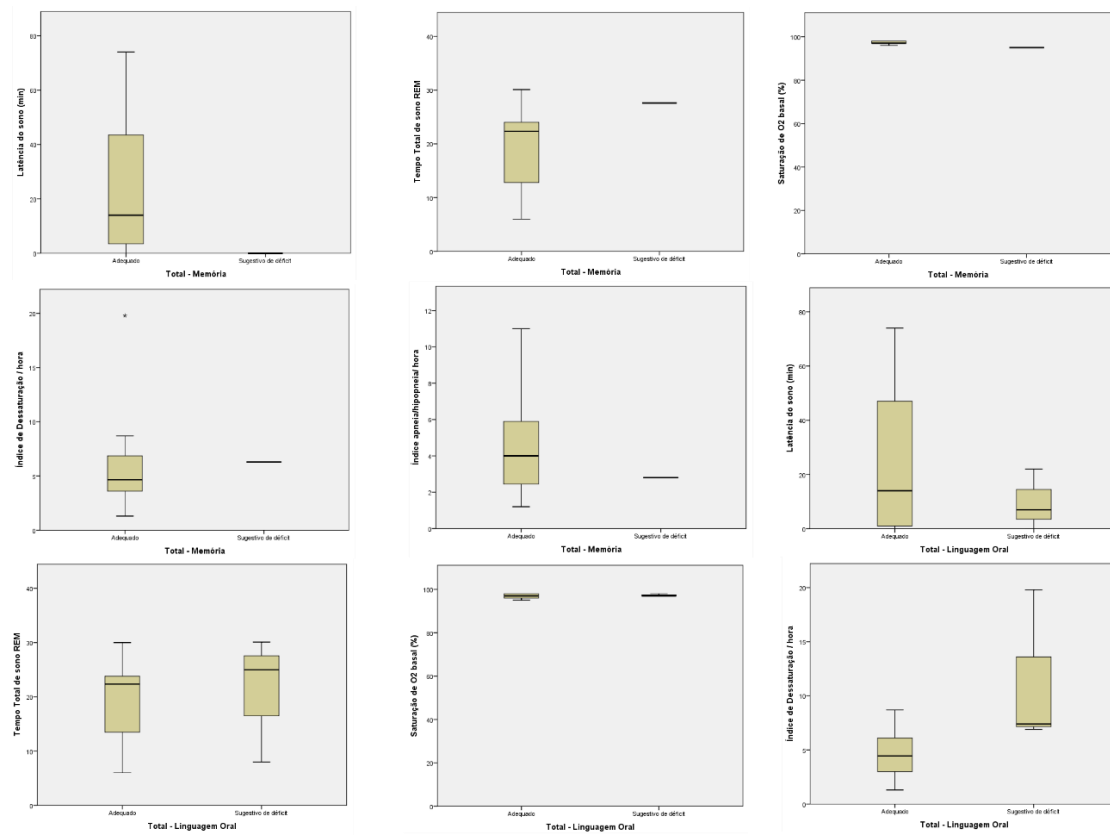 Latência do sono (min)
80
60
40
20
0
Adequado
Sugestivo de déficit
Total - Memória
Tempo Total de sono REM
40
30
20
10
0
Adequado
Sugestivo de déficit
Total - Memória
Saturação de O2 basal (%)
100
80
60
40
20
0
Adequado
Sugestivo de déficit
Total - Memória
Índice de Dessaturação / hora
20
15
10
5
0
*
Adequado
Sugestivo de déficit
Total - Memória
Índice apneia/hipopneia/ hora
12
10
8
6
4
2
0
Adequado
Sugestivo de déficit
Total - Memória
Latência do sono (min)
80
60
40
20
0
Adequado
Sugestivo de déficit
Total - Linguagem Oral
Tempo Total de sono REM
40
30
20
10
0
Adequado
Sugestivo de déficit
Total - Linguagem Oral
Saturação de O2 basal (%)
100
80
60
40
20
0
Adequado
Sugestivo de déficit
Total - Linguagem Oral
Índice de Dessaturação / hora
20
15
10
5
0
Adequado
Sugestivo de déficit
Total - Linguagem Oral